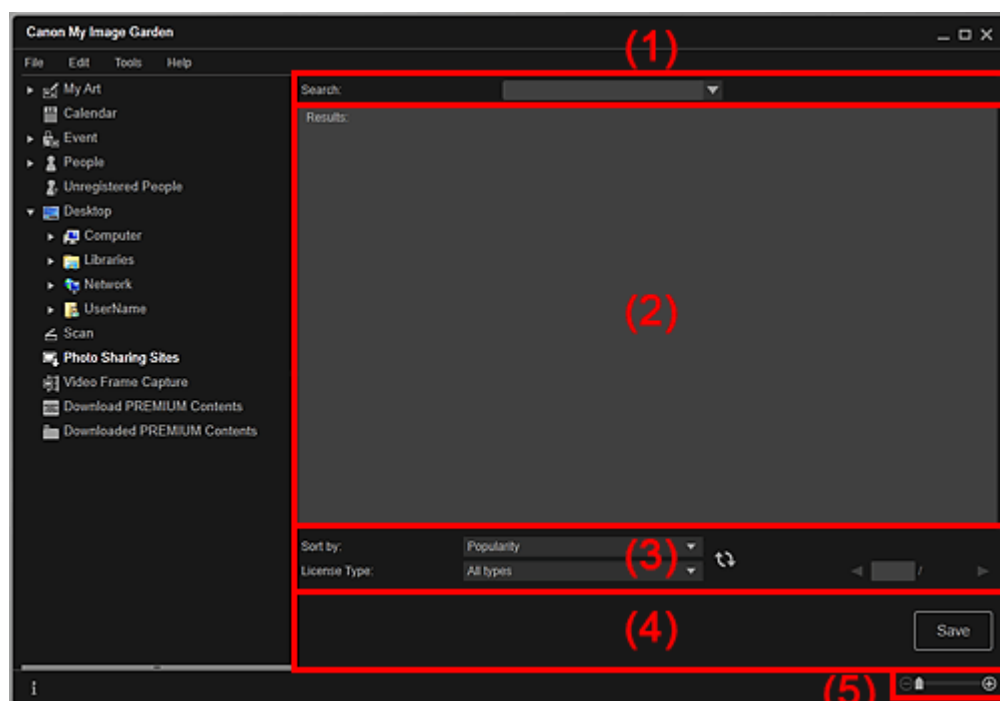 Canon My Image Garden
File Edit Tools Help
(1)
My Art
Calendar
Event
People
Unregistered People
Desktop
Computer
Libraries
Network
UserName
Scan
Photo Sharing Sites
Video Frame Capture
Download PREMIUM Contents
Downloaded PREMIUM Contents
Search:
Results:
(2)
Sort by: Popularity
(3)
License Type: All types
/
(4)
Save
(5)